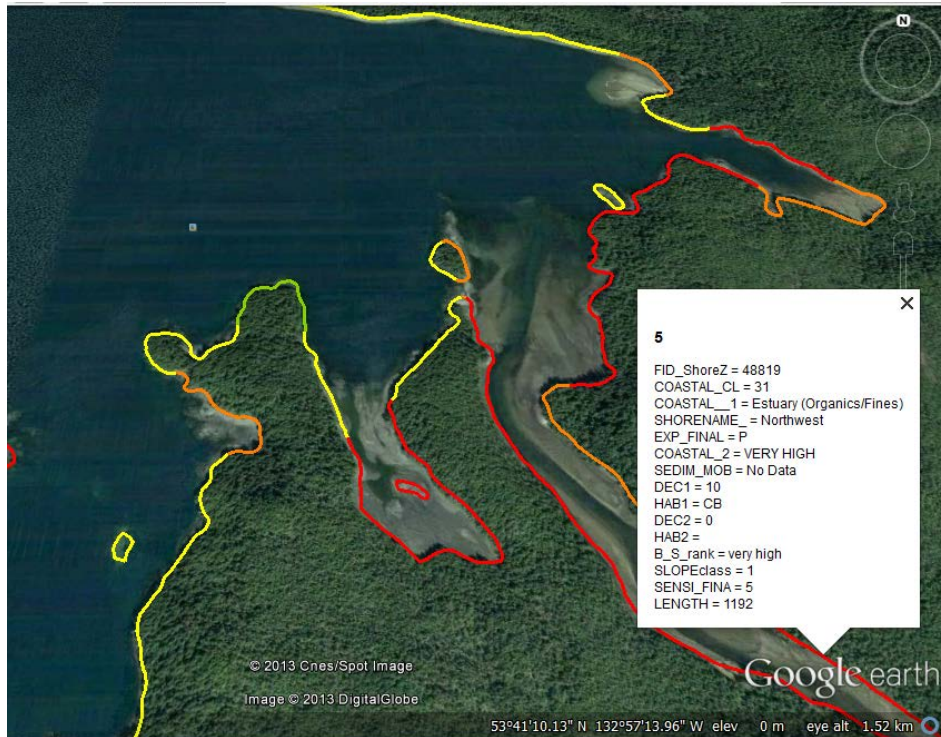 N
5
FID_ShoreZ = 48819
COASTAL_CL = 31
COASTAL__1 = Estuary (Organics/Fines)
SHORENAME_ = Northwest
EXP_FINAL = P
COASTAL_2 = VERY HIGH
SEDIM_MOB = No Data
DEC1 = 10
HAB1 = CB
DEC2 = 0
HAB2 =
B_S_rank = very high
SLOPEclass = 1
SENSI_FINA = 5
LENGTH = 1192
© 2013 Cnes/Spot Image
Image © 2013 DigitalGlobe
Google earth
53°41'10.13" N 132°57'13.96" W elev 0 m eye alt 1.52 km